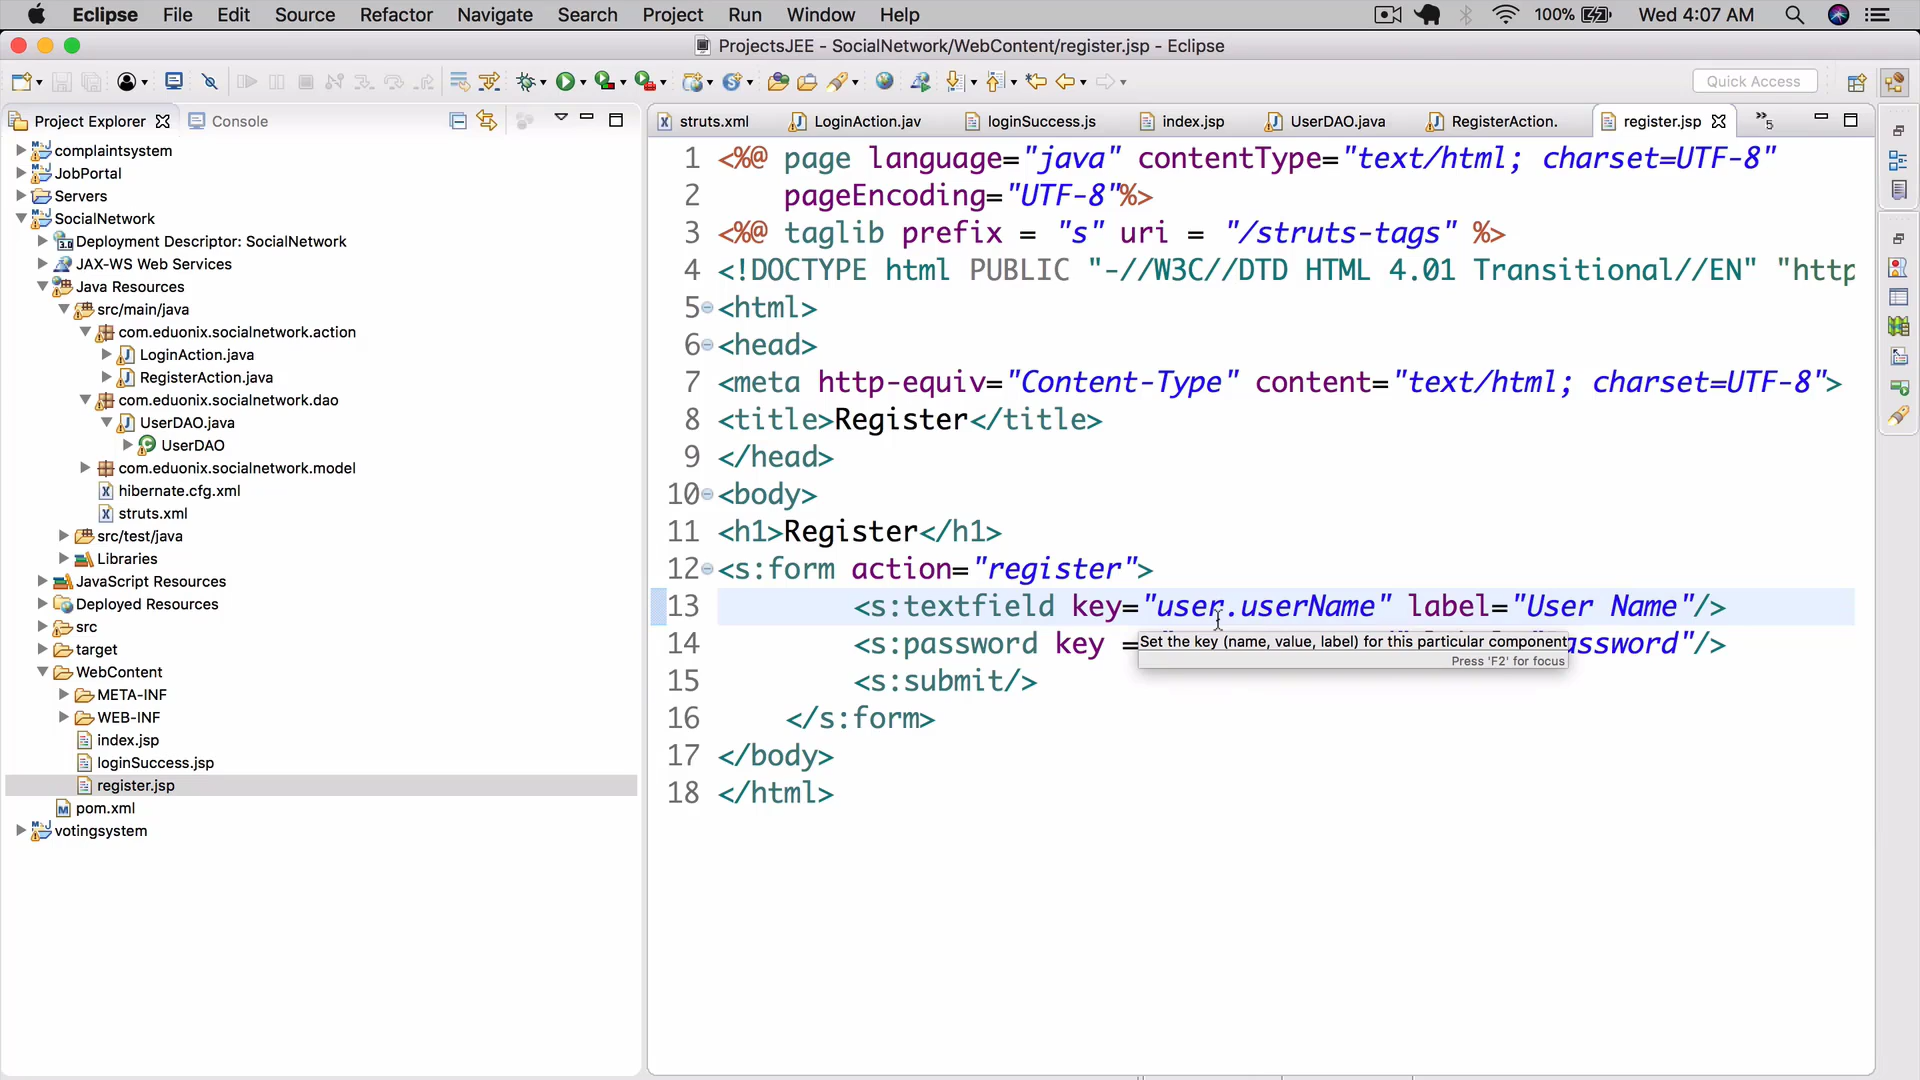 Eclipse File Edit Source Refactor Navigate Search Project Run Window Help 100% Wed 4:07 AM
ProjectsJEE - SocialNetwork/WebContent/register.jsp - Eclipse
Quick Access
Project Explorer Console
struts.xml LoginAction.jav loginSuccess.js index.jsp UserDAO.java RegisterAction. register.jsp »5
complaintsystem
JobPortal
Servers
SocialNetwork
Deployment Descriptor: SocialNetwork
JAX-WS Web Services
Java Resources
src/main/java
com.eduonix.socialnetwork.action
LoginAction.java
RegisterAction.java
com.eduonix.socialnetwork.dao
UserDAO.java
UserDAO
com.eduonix.socialnetwork.model
hibernate.cfg.xml
struts.xml
src/test/java
Libraries
JavaScript Resources
Deployed Resources
src
target
WebContent
META-INF
WEB-INF
index.jsp
loginSuccess.jsp
register.jsp
pom.xml
votingsystem
1 <%@ page language="java" contentType="text/html; charset=UTF-8"
2 pageEncoding="UTF-8"%>
3 <%@ taglib prefix = "s" uri = "/struts-tags" %>
4 <!DOCTYPE html PUBLIC "-//W3C//DTD HTML 4.01 Transitional//EN" "http
5 <html>
6 <head>
7 <meta http-equiv="Content-Type" content="text/html; charset=UTF-8">
8 <title>Register</title>
9 </head>
10 <body>
11 <h1>Register</h1>
12 <s:form action="register">
13 <s:textfield key="user.userName" label="User Name"/>
14 <s:password key = assword"/>
Set the key (name, value, label) for this particular component
Press 'F2' for focus
15 <s:submit/>
16 </s:form>
17 </body>
18 </html>